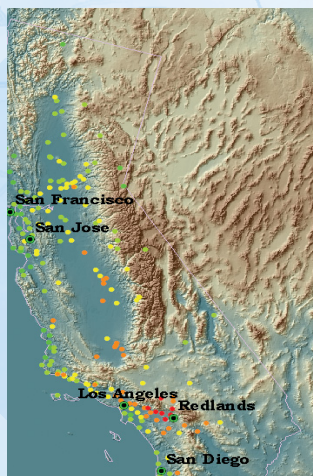 San Francisco
San Jose
Los Angeles
Redlands
San Diego